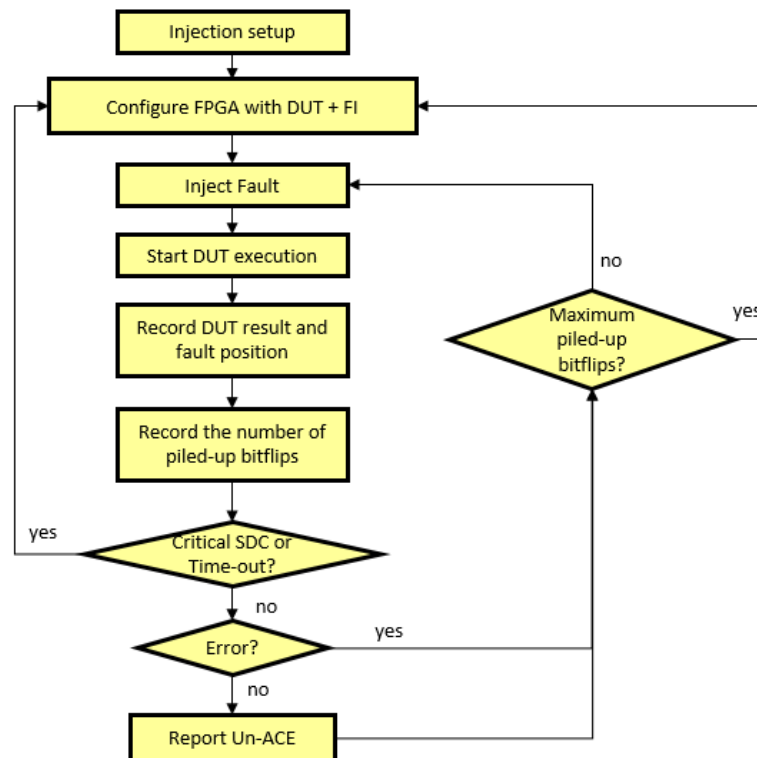 Injection setup
Configure FPGA with DUT + FI
Inject Fault
Start DUT execution
no
Record DUT result and
fault position
Maximum
piled-up
bitflips?
yes
Record the number of
piled-up bitflips
yes
Critical SDC or
Time-out?
no
Error?
yes
no
Report Un-ACE